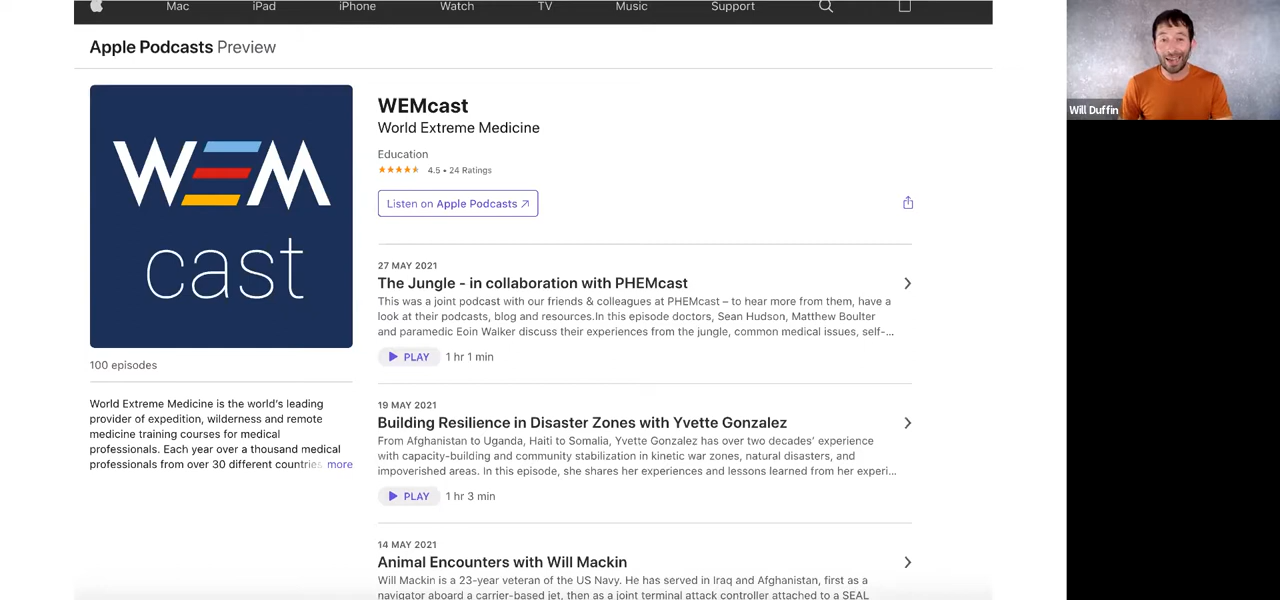 Mac iPad iPhone Watch TV Music Support
Apple Podcasts Preview
WEM
cast
100 episodes
World Extreme Medicine is the world's leading
provider of expedition, wilderness and remote
medicine training courses for medical
professionals. Each year over a thousand medical
professionals from over 30 different countries more
WEMcast
World Extreme Medicine
Education
4.5 • 24 Ratings
Listen on Apple Podcasts ↗
27 MAY 2021
The Jungle - in collaboration with PHEMcast
This was a joint podcast with our friends & colleagues at PHEMcast – to hear more from them, have a
look at their podcasts, blog and resources.In this episode doctors, Sean Hudson, Matthew Boulter
and paramedic Eoin Walker discuss their experiences from the jungle, common medical issues, self-...
PLAY 1 hr 1 min
19 MAY 2021
Building Resilience in Disaster Zones with Yvette Gonzalez
From Afghanistan to Uganda, Haiti to Somalia, Yvette Gonzalez has over two decades' experience
with capacity-building and community stabilization in kinetic war zones, natural disasters, and
impoverished areas. In this episode, she shares her experiences and lessons learned from her experi...
PLAY 1 hr 3 min
14 MAY 2021
Animal Encounters with Will Mackin
Will Mackin is a 23-year veteran of the US Navy. He has served in Iraq and Afghanistan, first as a
navigator aboard a carrier-based jet, then as a joint terminal attack controller attached to a SEAL
Will Duffin